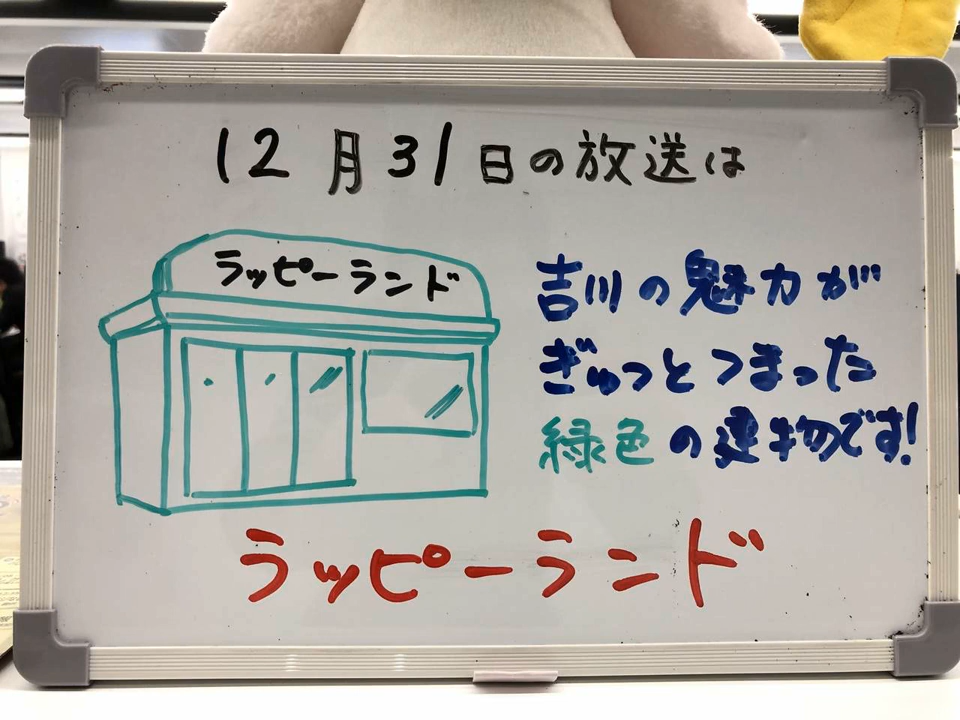 12月31日の放送は
ラッピーランド
吉川の魅力が
ぎゅっとつまった
緑色の建物です!
ラッピーランド